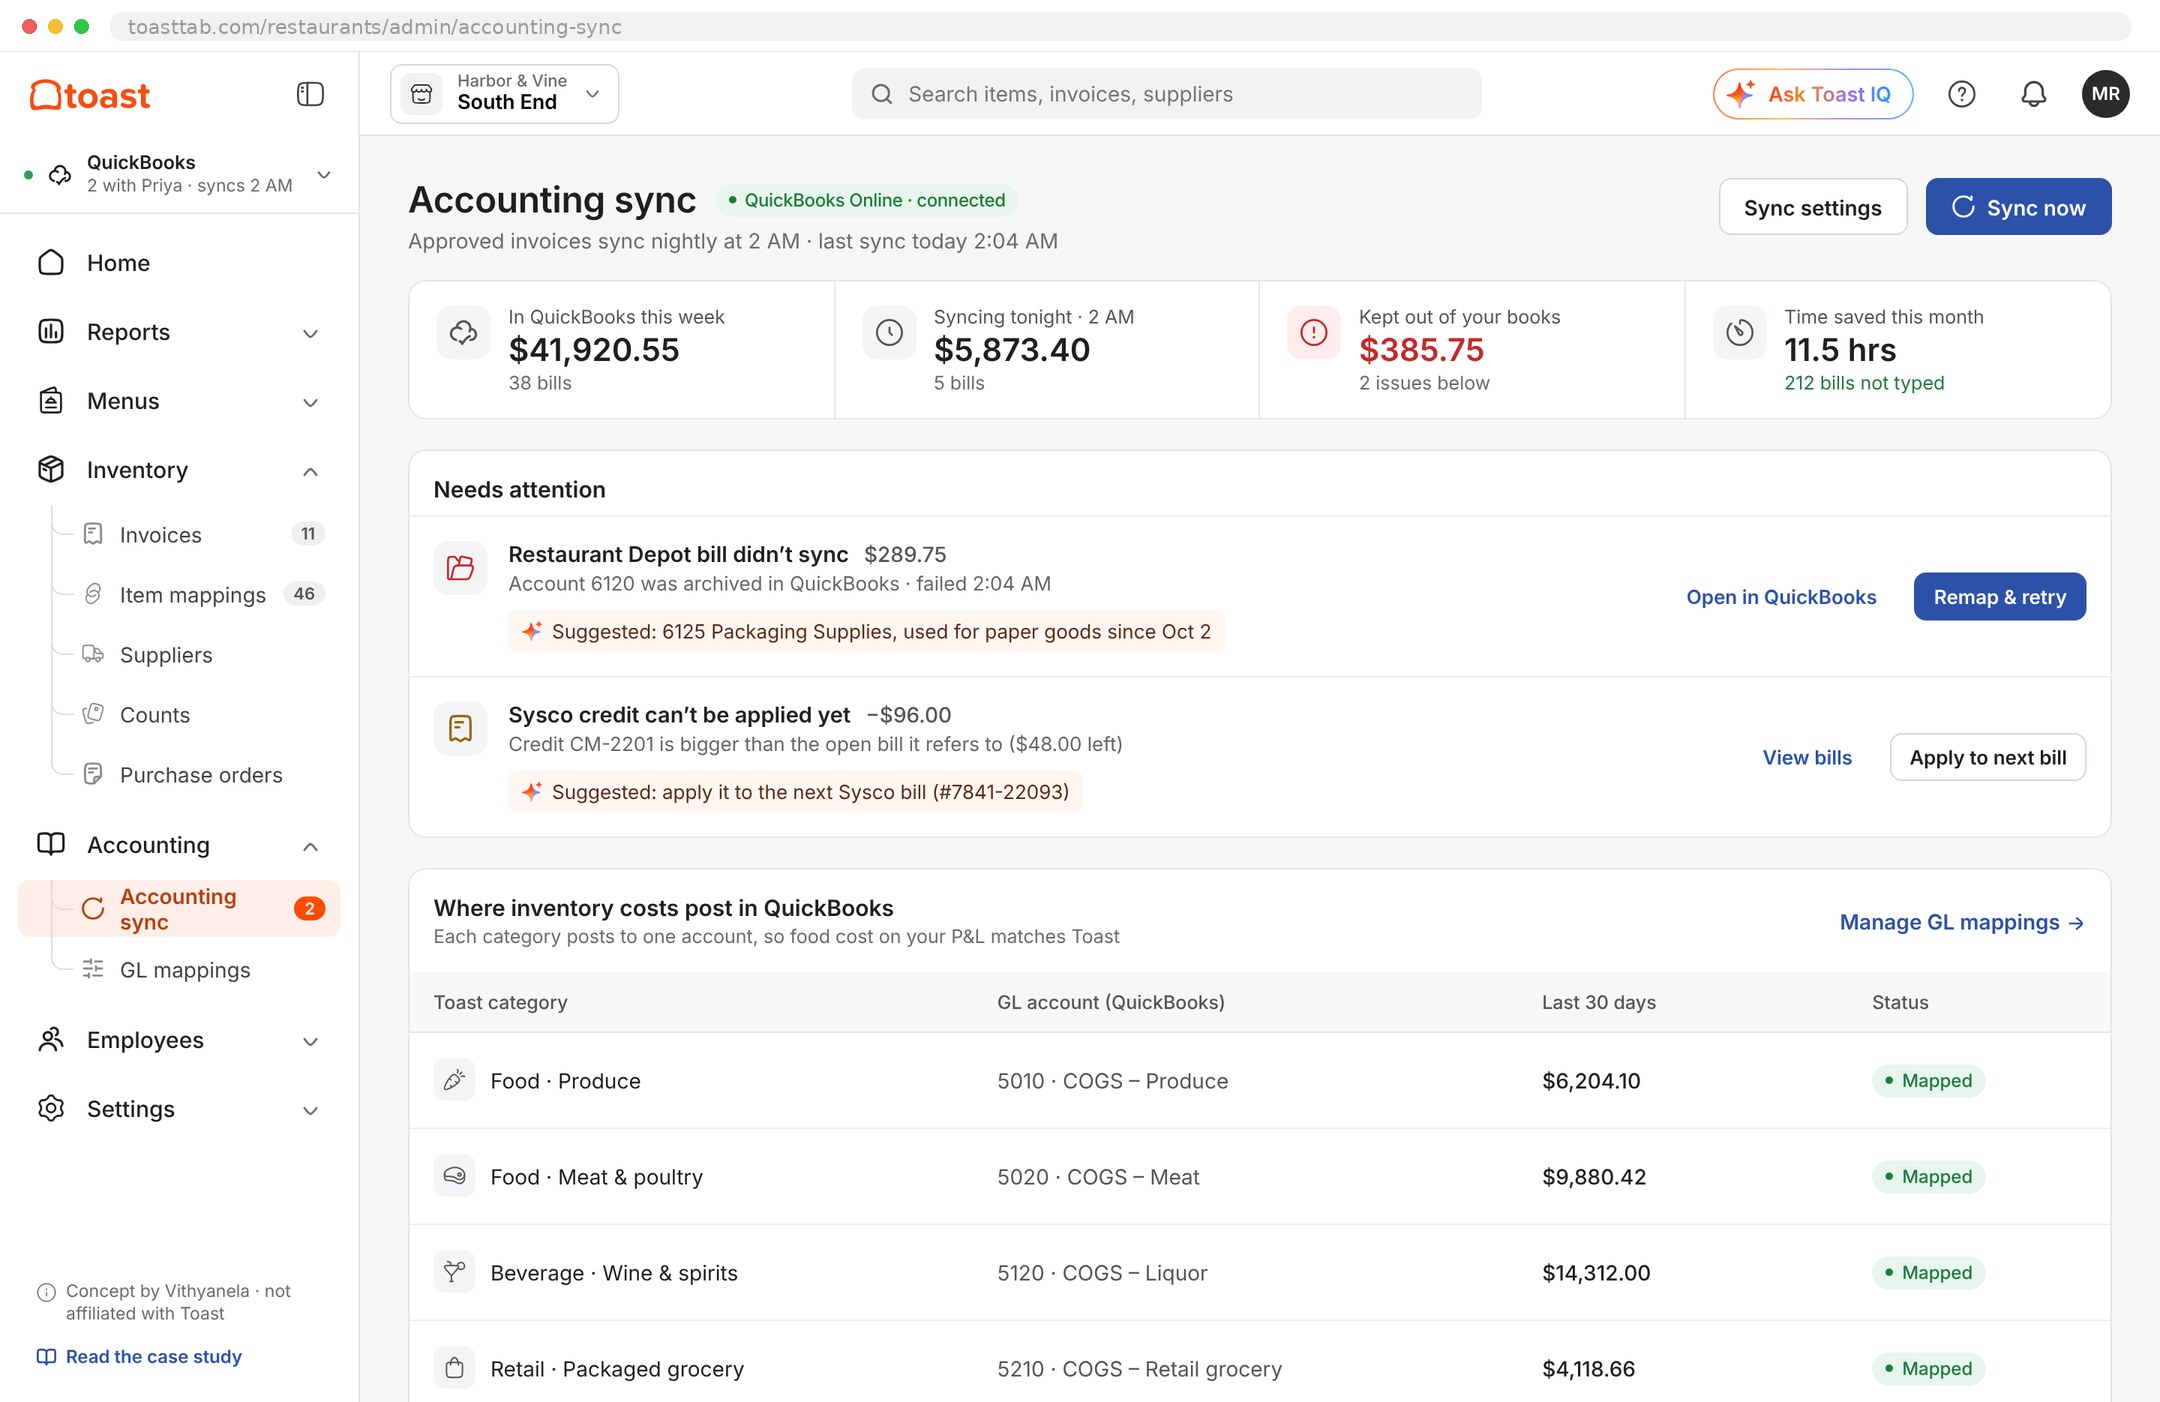 toasttab.com/restaurants/admin/accounting-sync
toast
Harbor & Vine
South End
Search items, invoices, suppliers
Ask Toast IQ
MR
QuickBooks
2 with Priya · syncs 2 AM
Home
Reports
Menus
Inventory
Invoices 11
Item mappings 46
Suppliers
Counts
Purchase orders
Accounting
Accounting
sync
2
GL mappings
Employees
Settings
Concept by Vithyanela · not
affiliated with Toast
Read the case study
Accounting sync
QuickBooks Online · connected
Approved invoices sync nightly at 2 AM · last sync today 2:04 AM
Sync settings
Sync now
In QuickBooks this week
$41,920.55
38 bills
Syncing tonight · 2 AM
$5,873.40
5 bills
Kept out of your books
$385.75
2 issues below
Time saved this month
11.5 hrs
212 bills not typed
Needs attention
Restaurant Depot bill didn’t sync $289.75
Account 6120 was archived in QuickBooks · failed 2:04 AM
Suggested: 6125 Packaging Supplies, used for paper goods since Oct 2
Open in QuickBooks
Remap & retry
Sysco credit can’t be applied yet −$96.00
Credit CM-2201 is bigger than the open bill it refers to ($48.00 left)
Suggested: apply it to the next Sysco bill (#7841-22093)
View bills
Apply to next bill
Where inventory costs post in QuickBooks
Each category posts to one account, so food cost on your P&L matches Toast
Manage GL mappings →
Toast category GL account (QuickBooks) Last 30 days Status
Food · Produce 5010 · COGS – Produce $6,204.10 Mapped
Food · Meat & poultry 5020 · COGS – Meat $9,880.42 Mapped
Beverage · Wine & spirits 5120 · COGS – Liquor $14,312.00 Mapped
Retail · Packaged grocery 5210 · COGS – Retail grocery $4,118.66 Mapped